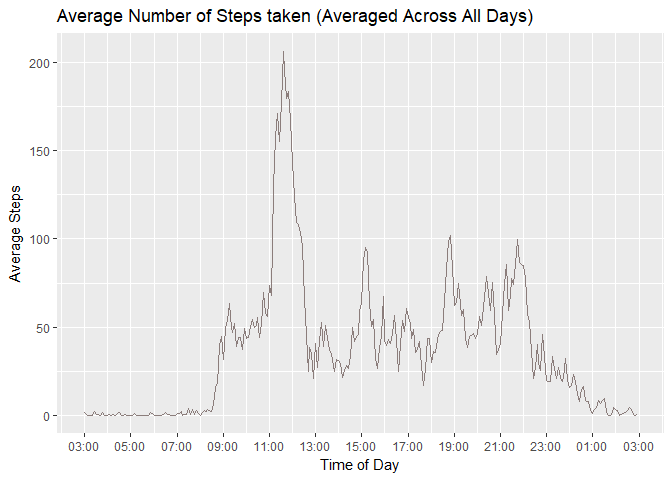 Average Number of Steps taken (Averaged Across All Days)
200
150
100
50
0
Average Steps
03:00 05:00 07:00 09:00 11:00 13:00 15:00 17:00 19:00 21:00 23:00 01:00 03:00
Time of Day